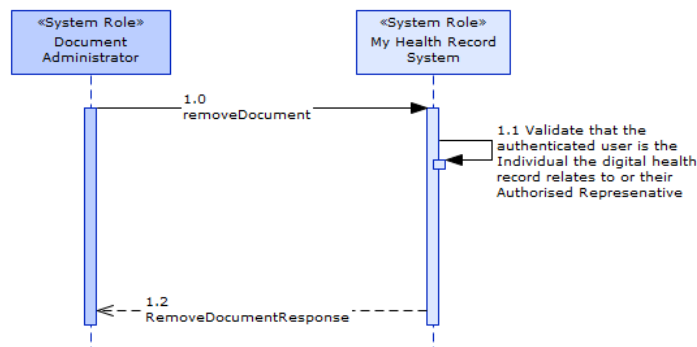 «System Role»
Document
Administrator
«System Role»
My Health Record
System
1.0
removeDocument
1.1 Validate that the
authenticated user is the
Individual the digital health
record relates to or their
Authorised Represenative
1.2
RemoveDocumentResponse